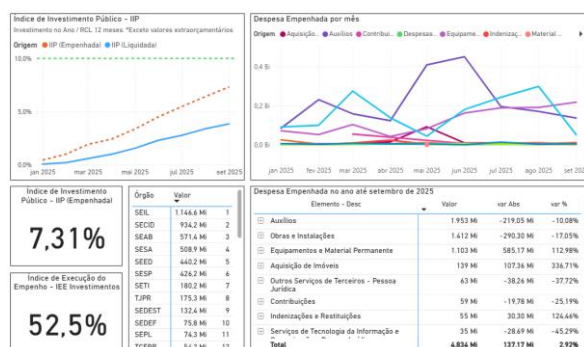 Índice de Investimento Público - IIP
Investimento no Ano / RCL 12 meses. *Exceto valores extraorçamentários
Origem IIP (Empenhada) IIP (Liquidada)
10,0%
5,0%
0,0%
jan 2025 mar 2025 mai 2025 jul 2025 set 2025
Despesa Empenhada por mês
Origem Aquisição... Auxílios Contribui... Despesas... Equipame... Indenizaç... Material...
0,4 Bi
0,2 Bi
0,0 Bi
jan 2025 fev 2025 mar 2025 abr 2025 mai 2025 jun 2025 jul 2025 ago 2025 set 2025
Índice de Investimento
Público - IIP (Empenhada)
7,31%
Índice de Execução do
Empenho - IEE Investimentos
52,5%
Órgão Valor
SEIL 1.146,6 Mi 1
SECID 934,2 Mi 2
SEAB 571,4 Mi 3
SESA 508,9 Mi 4
SEED 440,2 Mi 5
SESP 426,2 Mi 6
SETI 180,2 Mi 7
TJPR 175,3 Mi 8
SEDEST 132,4 Mi 9
SEDEF 75,8 Mi 10
SEPL 74,3 Mi 11
Despesa Empenhada no ano até setembro de 2025
Elemento - Desc Valor var Abs var %
Auxílios 1.953 Mi -219,05 Mi -10,08%
Obras e Instalações 1.412 Mi -290,30 Mi -17,05%
Equipamentos e Material Permanente 1.103 Mi 585,17 Mi 112,98%
Aquisição de Imóveis 139 Mi 107,36 Mi 336,71%
Outros Serviços de Terceiros - Pessoa
Jurídica 63 Mi -38,26 Mi -37,72%
Contribuições 59 Mi -19,78 Mi -25,19%
Indenizações e Restituições 55 Mi 30,30 Mi 124,46%
Serviços de Tecnologia da Informação e 35 Mi -28,69 Mi -45,29%
Total 4.834 Mi 137,17 Mi 2,92%